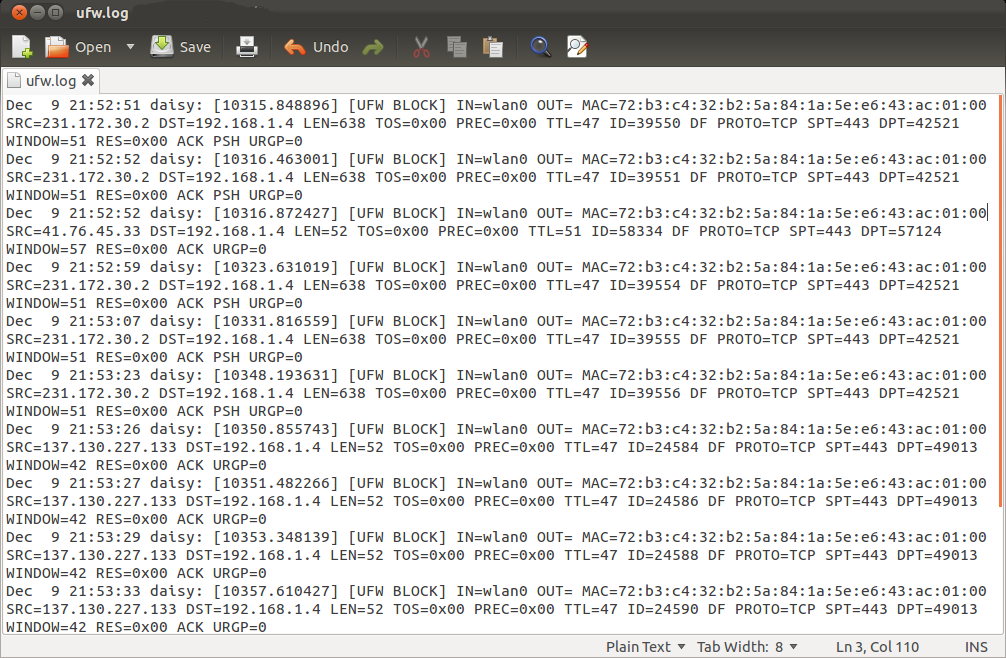 ufw.log
Open Save Undo
ufw.log
Dec  9 21:52:51 daisy: [10315.848896] [UFW BLOCK] IN=wlan0 OUT= MAC=72:b3:c4:32:b2:5a:84:1a:5e:e6:43:ac:01:00
SRC=231.172.30.2 DST=192.168.1.4 LEN=638 TOS=0x00 PREC=0x00 TTL=47 ID=39550 DF PROTO=TCP SPT=443 DPT=42521
WINDOW=51 RES=0x00 ACK PSH URGP=0
Dec  9 21:52:52 daisy: [10316.463001] [UFW BLOCK] IN=wlan0 OUT= MAC=72:b3:c4:32:b2:5a:84:1a:5e:e6:43:ac:01:00
SRC=231.172.30.2 DST=192.168.1.4 LEN=638 TOS=0x00 PREC=0x00 TTL=47 ID=39551 DF PROTO=TCP SPT=443 DPT=42521
WINDOW=51 RES=0x00 ACK PSH URGP=0
Dec  9 21:52:52 daisy: [10316.872427] [UFW BLOCK] IN=wlan0 OUT= MAC=72:b3:c4:32:b2:5a:84:1a:5e:e6:43:ac:01:00
SRC=41.76.45.33 DST=192.168.1.4 LEN=52 TOS=0x00 PREC=0x00 TTL=51 ID=58334 DF PROTO=TCP SPT=443 DPT=57124
WINDOW=57 RES=0x00 ACK URGP=0
Dec  9 21:52:59 daisy: [10323.631019] [UFW BLOCK] IN=wlan0 OUT= MAC=72:b3:c4:32:b2:5a:84:1a:5e:e6:43:ac:01:00
SRC=231.172.30.2 DST=192.168.1.4 LEN=638 TOS=0x00 PREC=0x00 TTL=47 ID=39554 DF PROTO=TCP SPT=443 DPT=42521
WINDOW=51 RES=0x00 ACK PSH URGP=0
Dec  9 21:53:07 daisy: [10331.816559] [UFW BLOCK] IN=wlan0 OUT= MAC=72:b3:c4:32:b2:5a:84:1a:5e:e6:43:ac:01:00
SRC=231.172.30.2 DST=192.168.1.4 LEN=638 TOS=0x00 PREC=0x00 TTL=47 ID=39555 DF PROTO=TCP SPT=443 DPT=42521
WINDOW=51 RES=0x00 ACK PSH URGP=0
Dec  9 21:53:23 daisy: [10348.193631] [UFW BLOCK] IN=wlan0 OUT= MAC=72:b3:c4:32:b2:5a:84:1a:5e:e6:43:ac:01:00
SRC=231.172.30.2 DST=192.168.1.4 LEN=638 TOS=0x00 PREC=0x00 TTL=47 ID=39556 DF PROTO=TCP SPT=443 DPT=42521
WINDOW=51 RES=0x00 ACK PSH URGP=0
Dec  9 21:53:26 daisy: [10350.855743] [UFW BLOCK] IN=wlan0 OUT= MAC=72:b3:c4:32:b2:5a:84:1a:5e:e6:43:ac:01:00
SRC=137.130.227.133 DST=192.168.1.4 LEN=52 TOS=0x00 PREC=0x00 TTL=47 ID=24584 DF PROTO=TCP SPT=443 DPT=49013
WINDOW=42 RES=0x00 ACK URGP=0
Dec  9 21:53:27 daisy: [10351.482266] [UFW BLOCK] IN=wlan0 OUT= MAC=72:b3:c4:32:b2:5a:84:1a:5e:e6:43:ac:01:00
SRC=137.130.227.133 DST=192.168.1.4 LEN=52 TOS=0x00 PREC=0x00 TTL=47 ID=24586 DF PROTO=TCP SPT=443 DPT=49013
WINDOW=42 RES=0x00 ACK URGP=0
Dec  9 21:53:29 daisy: [10353.348139] [UFW BLOCK] IN=wlan0 OUT= MAC=72:b3:c4:32:b2:5a:84:1a:5e:e6:43:ac:01:00
SRC=137.130.227.133 DST=192.168.1.4 LEN=52 TOS=0x00 PREC=0x00 TTL=47 ID=24588 DF PROTO=TCP SPT=443 DPT=49013
WINDOW=42 RES=0x00 ACK URGP=0
Dec  9 21:53:33 daisy: [10357.610427] [UFW BLOCK] IN=wlan0 OUT= MAC=72:b3:c4:32:b2:5a:84:1a:5e:e6:43:ac:01:00
SRC=137.130.227.133 DST=192.168.1.4 LEN=52 TOS=0x00 PREC=0x00 TTL=47 ID=24590 DF PROTO=TCP SPT=443 DPT=49013
WINDOW=42 RES=0x00 ACK URGP=0
Plain Text Tab Width: 8 Ln 3, Col 110 INS